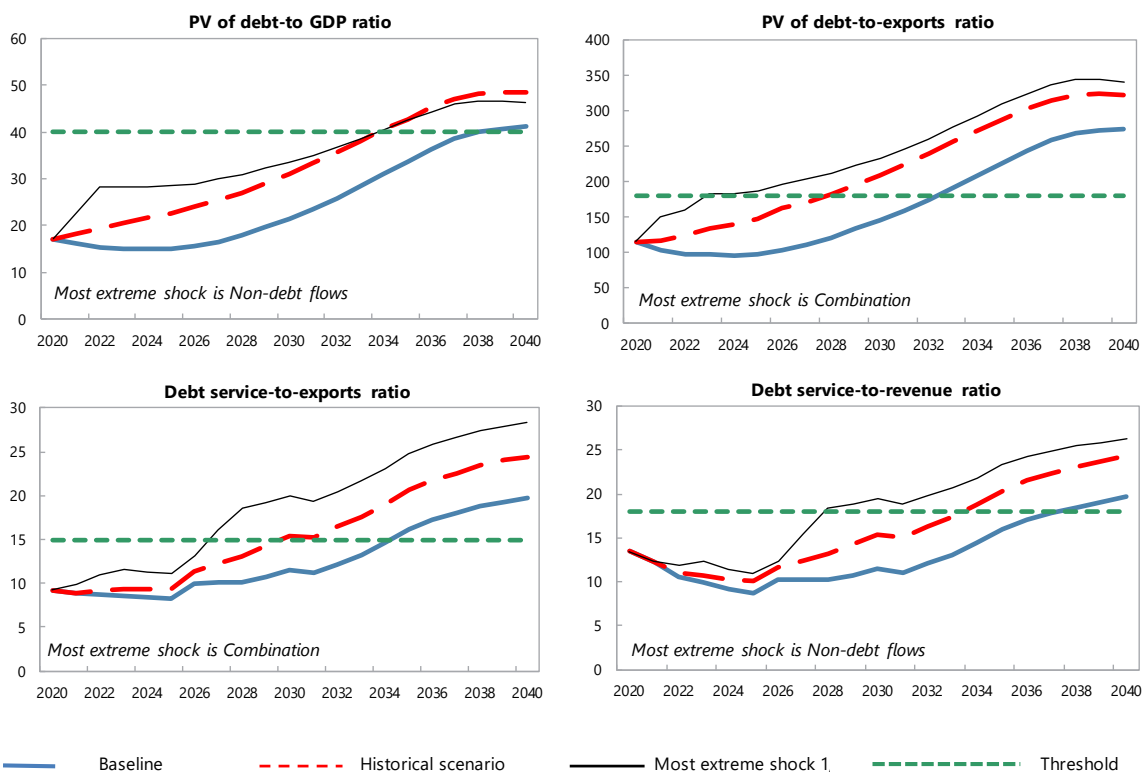 PV of debt-to GDP ratio
60
50
40
30
20
10
0
Most extreme shock is Non-debt flows
2020 2022 2024 2026 2028 2030 2032 2034 2036 2038 2040
PV of debt-to-exports ratio
400
350
300
250
200
150
100
50
0
Most extreme shock is Combination
2020 2022 2024 2026 2028 2030 2032 2034 2036 2038 2040
Debt service-to-exports ratio
30
25
20
15
10
5
0
Most extreme shock is Combination
2020 2022 2024 2026 2028 2030 2032 2034 2036 2038 2040
Debt service-to-revenue ratio
30
25
20
15
10
5
0
Most extreme shock is Non-debt flows
2020 2022 2024 2026 2028 2030 2032 2034 2036 2038 2040
Baseline Historical scenario Most extreme shock 1 Threshold